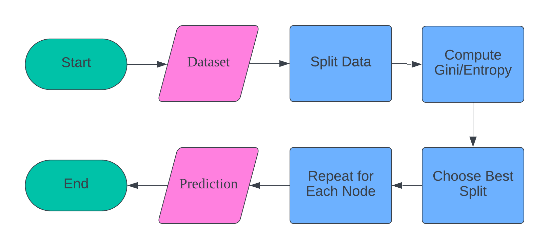 Start
Dataset
Split Data
Compute
Gini/Entropy
Choose Best
Split
Repeat for
Each Node
Prediction
End